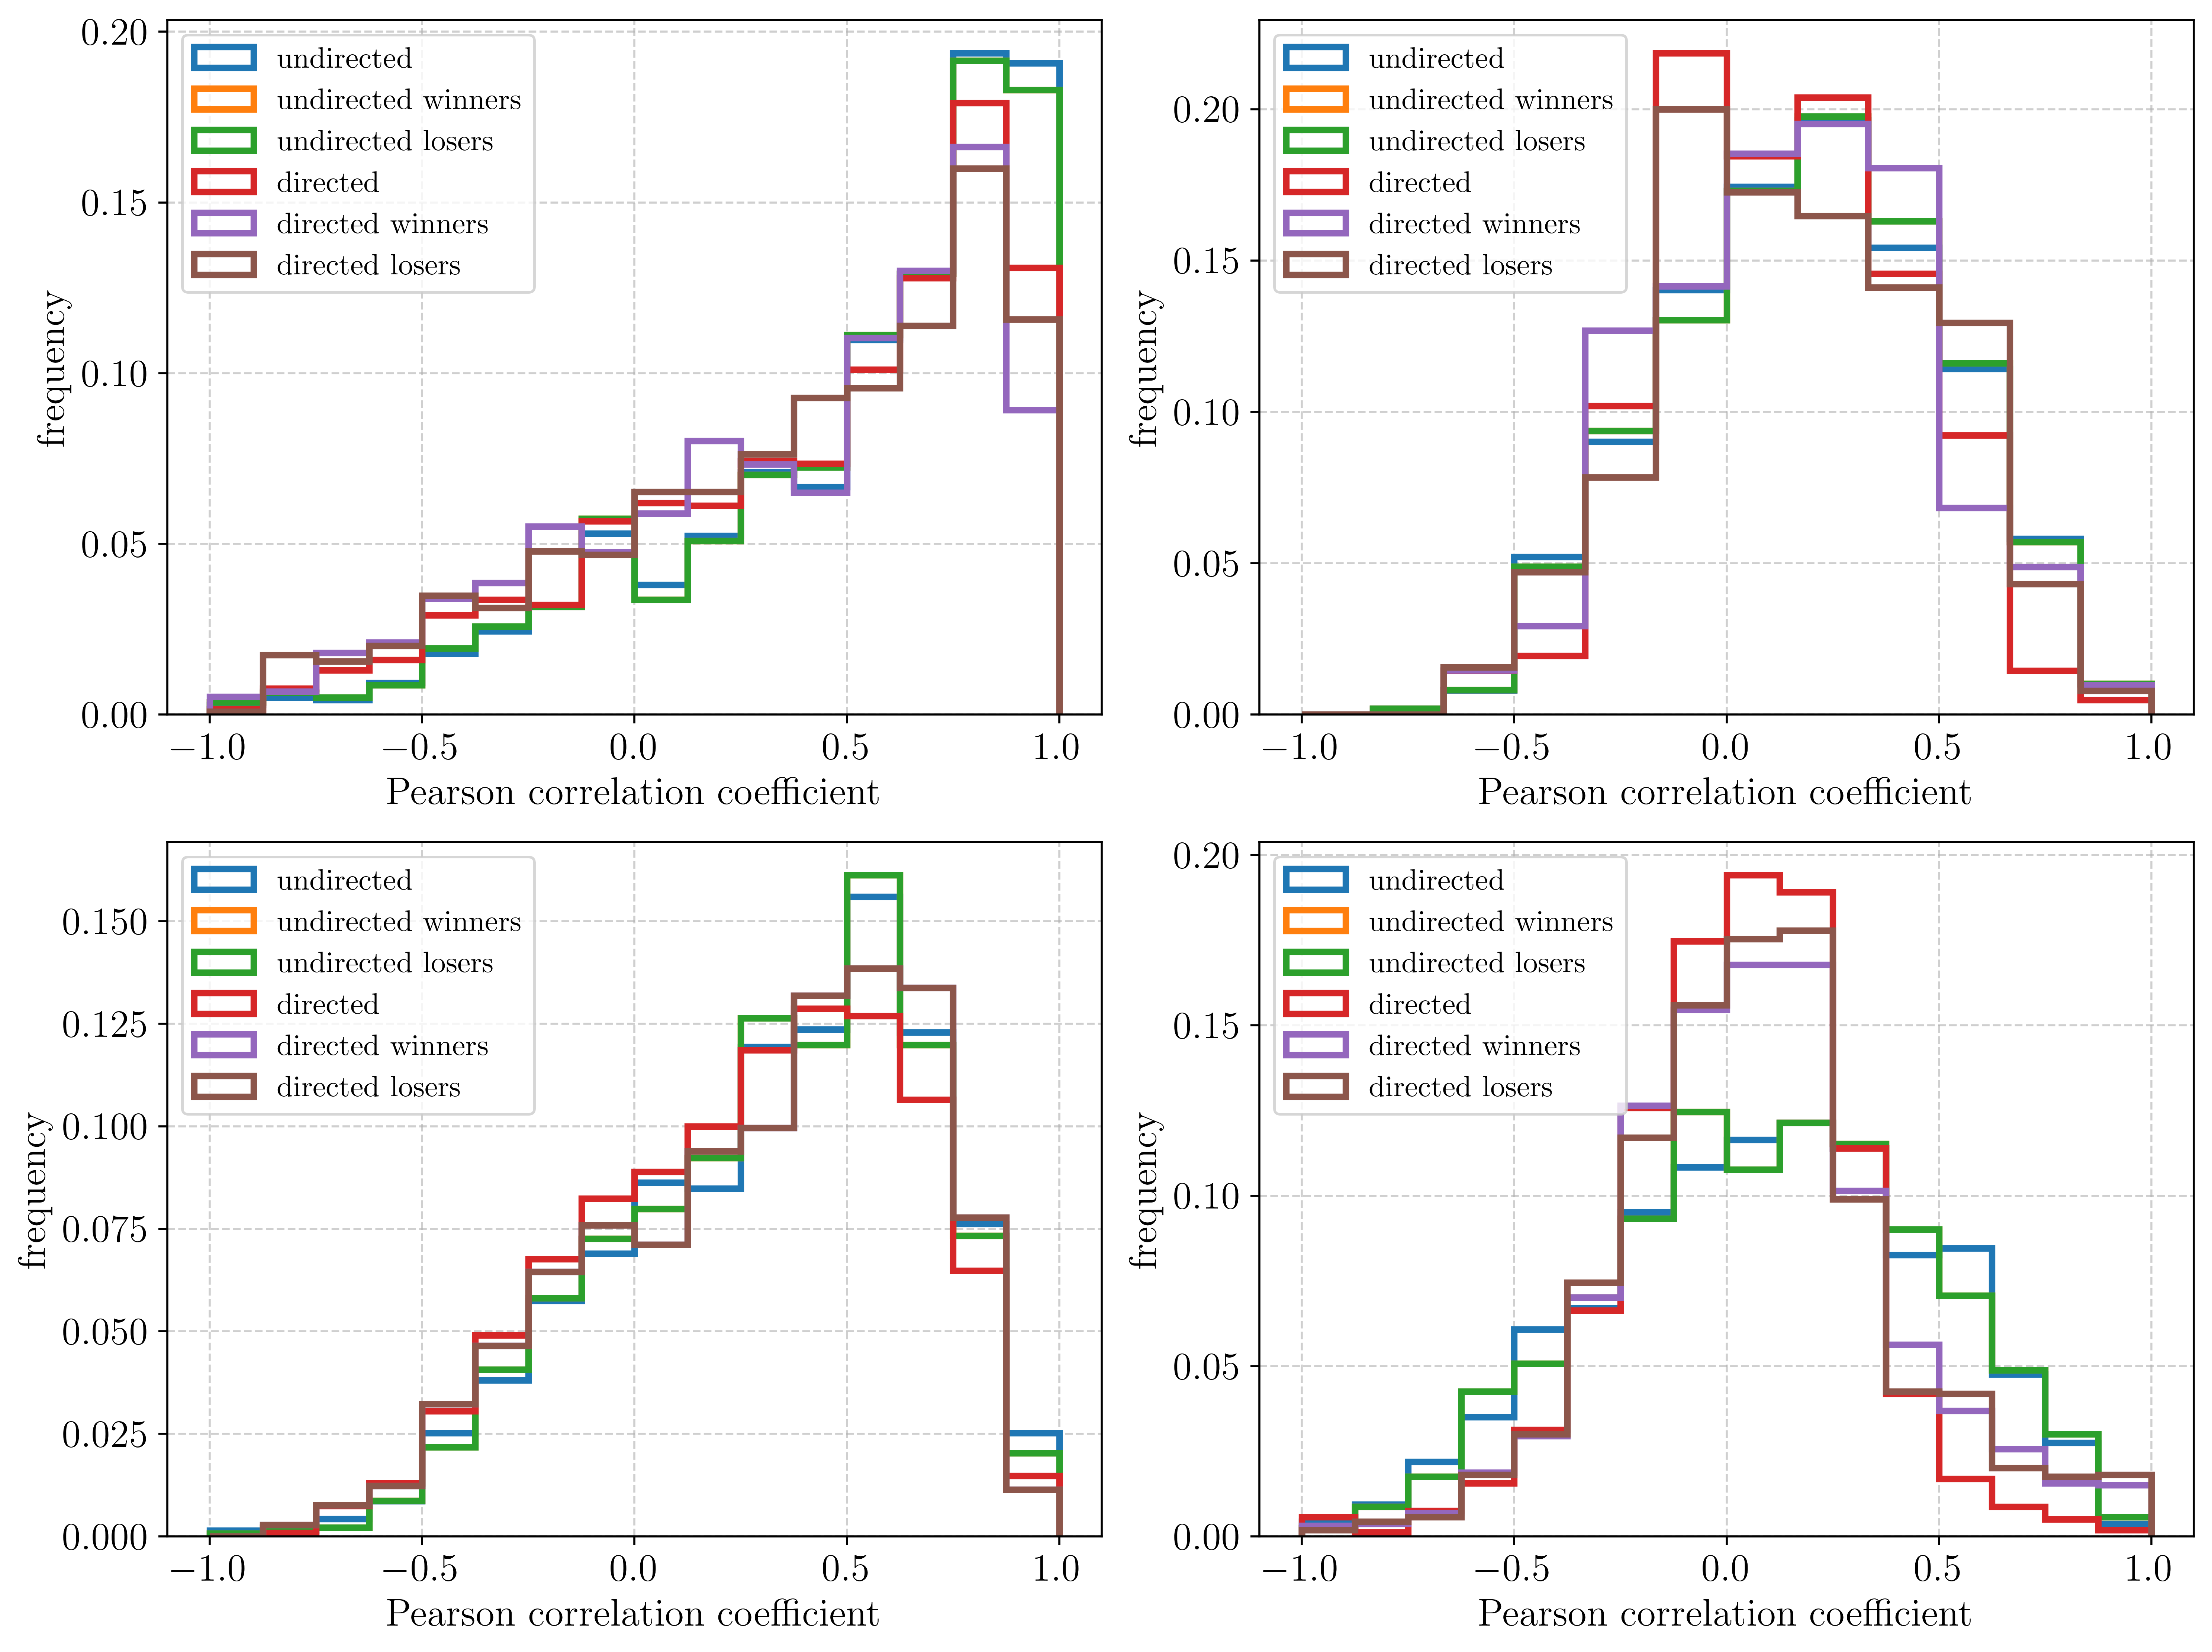 0.20
0.15
0.10
0.05
0.00
frequency
undirected
undirected winners
undirected losers
directed
directed winners
directed losers
−1.0 −0.5 0.0 0.5 1.0
Pearson correlation coefficient
0.20
0.15
0.10
0.05
0.00
frequency
undirected
undirected winners
undirected losers
directed
directed winners
directed losers
−1.0 −0.5 0.0 0.5 1.0
Pearson correlation coefficient
0.150
0.125
0.100
0.075
0.050
0.025
0.000
frequency
undirected
undirected winners
undirected losers
directed
directed winners
directed losers
−1.0 −0.5 0.0 0.5 1.0
Pearson correlation coefficient
0.20
0.15
0.10
0.05
0.00
frequency
undirected
undirected winners
undirected losers
directed
directed winners
directed losers
−1.0 −0.5 0.0 0.5 1.0
Pearson correlation coefficient